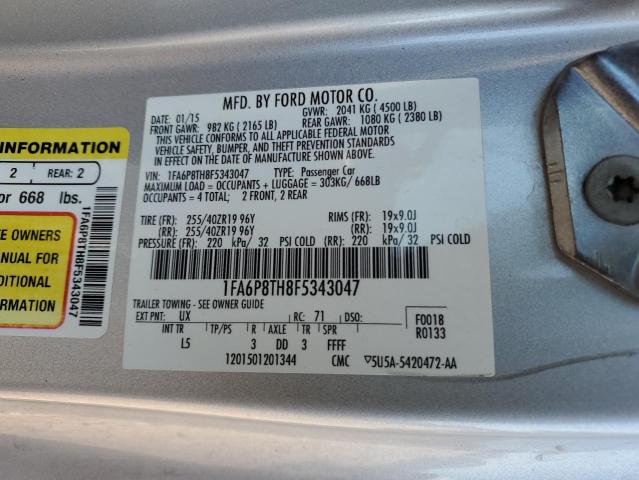 INFORMATION
2 REAR: 2
or 668 lbs.
E OWNERS
MANUAL FOR
DITIONAL
FORMATION
1FA6P8TH8F5343047
MFD. BY FORD MOTOR CO.
01/15 GVWR: 2041 KG ( 4500 LB)
FRONT GAWR: 982 KG ( 2165 LB) REAR GAWR: 1080 KG ( 2380 LB)
THIS VEHICLE CONFORMS TO ALL APPLICABLE FEDERAL MOTOR
VEHICLE SAFETY, BUMPER, AND THEFT PREVENTION STANDARDS
IN EFFECT ON THE DATE OF MANUFACTURE SHOWN ABOVE.
VIN: 1FA6P8TH8F5343047 TYPE: Passenger Car
MAXIMUM LOAD = OCCUPANTS + LUGGAGE = 303KG/ 668LB
OCCUPANTS = 4 TOTAL; 2 FRONT, 2 REAR
TIRE (FR): 255/40ZR19 96Y RIMS (FR): 19x9.0J
(RR): 255/40ZR19 96Y (RR): 19x9.0J
PRESSURE (FR): 220 kPa/ 32 PSI COLD (RR): 220 kPa/ 32 PSI COLD
1FA6P8TH8F5343047
TRAILER TOWING - SEE OWNER GUIDE
EXT PNT: UX RC: 71 DSO: F0018
R0133
INT TR TP/PS R AXLE TR SPR
L5 3 DD 3 FFFF
1201501201344 CMC ▽5U5A-5420472-AA